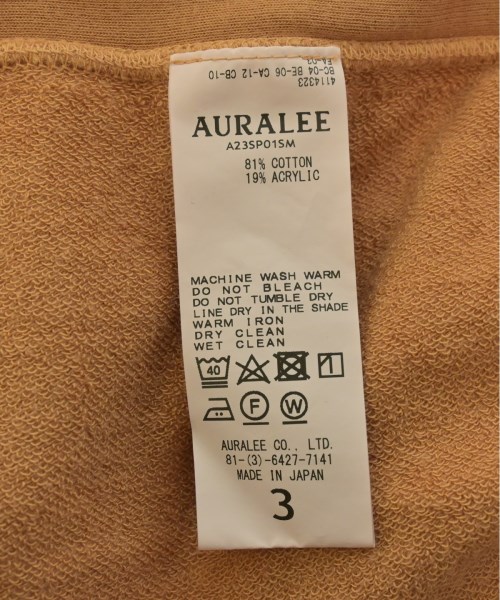 4114323
BC-04 BE-06 CA-12 CB-10
AURALEE
A23SP01SM
81% COTTON
19% ACRYLIC
MACHINE WASH WARM
DO NOT BLEACH
DO NOT TUMBLE DRY
LINE DRY IN THE SHADE
WARM IRON
DRY CLEAN
WET CLEAN
40
F
W
AURALEE CO., LTD.
81-(3)-6427-7141
MADE IN JAPAN
3